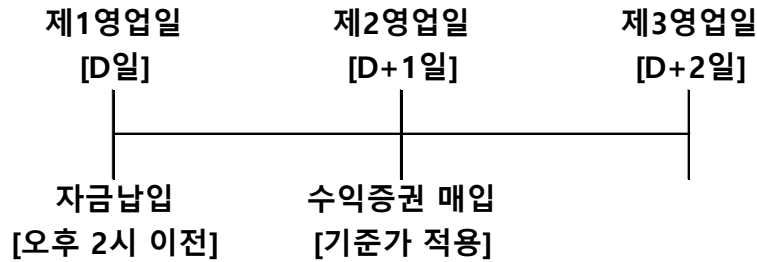 제1영업일 제2영업일 제3영업일
[D일] [D+1일] [D+2일]
자금납입 수익증권 매입
[오후 2시 이전] [기준가 적용]